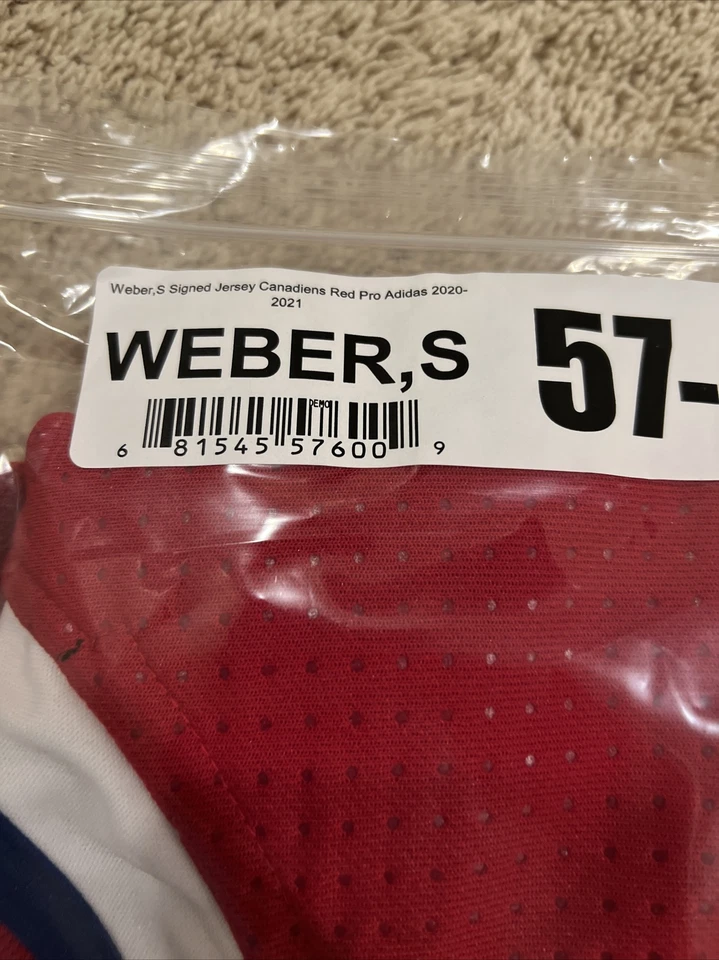 Weber,S Signed Jersey Canadiens Red Pro Adidas 2020-
2021
WEBER,S
57-
DEMO
6 81545 57600 9